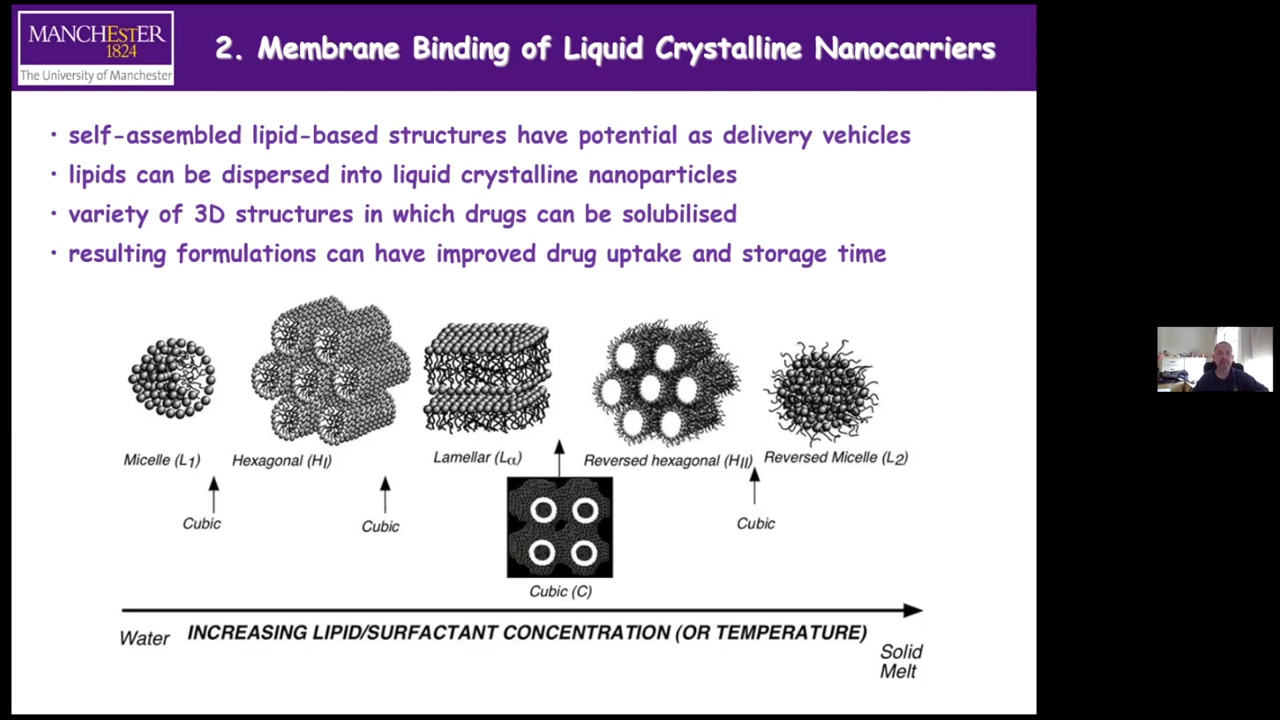 MANCHESTER
1824
The University of Manchester
2. Membrane Binding of Liquid Crystalline Nanocarriers
• self-assembled lipid-based structures have potential as delivery vehicles
• lipids can be dispersed into liquid crystalline nanoparticles
• variety of 3D structures in which drugs can be solubilised
• resulting formulations can have improved drug uptake and storage time
Micelle (L1) Hexagonal (HI) Lamellar (Lα) Reversed hexagonal (HII) Reversed Micelle (L2)
Cubic Cubic Cubic
Cubic (C)
INCREASING LIPID/SURFACTANT CONCENTRATION (OR TEMPERATURE)
Water
Solid
Melt